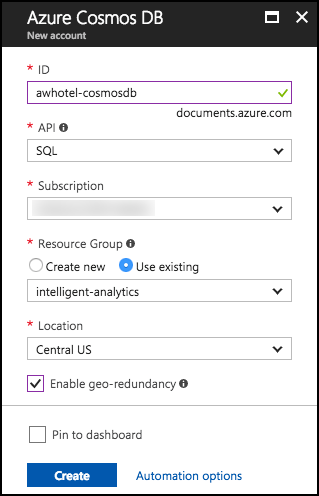 Azure Cosmos DB
New account
* ID
awhotel-cosmosdb
documents.azure.com
* API
SQL
* Subscription
* Resource Group
Create new Use existing
intelligent-analytics
* Location
Central US
Enable geo-redundancy
Pin to dashboard
Create Automation options